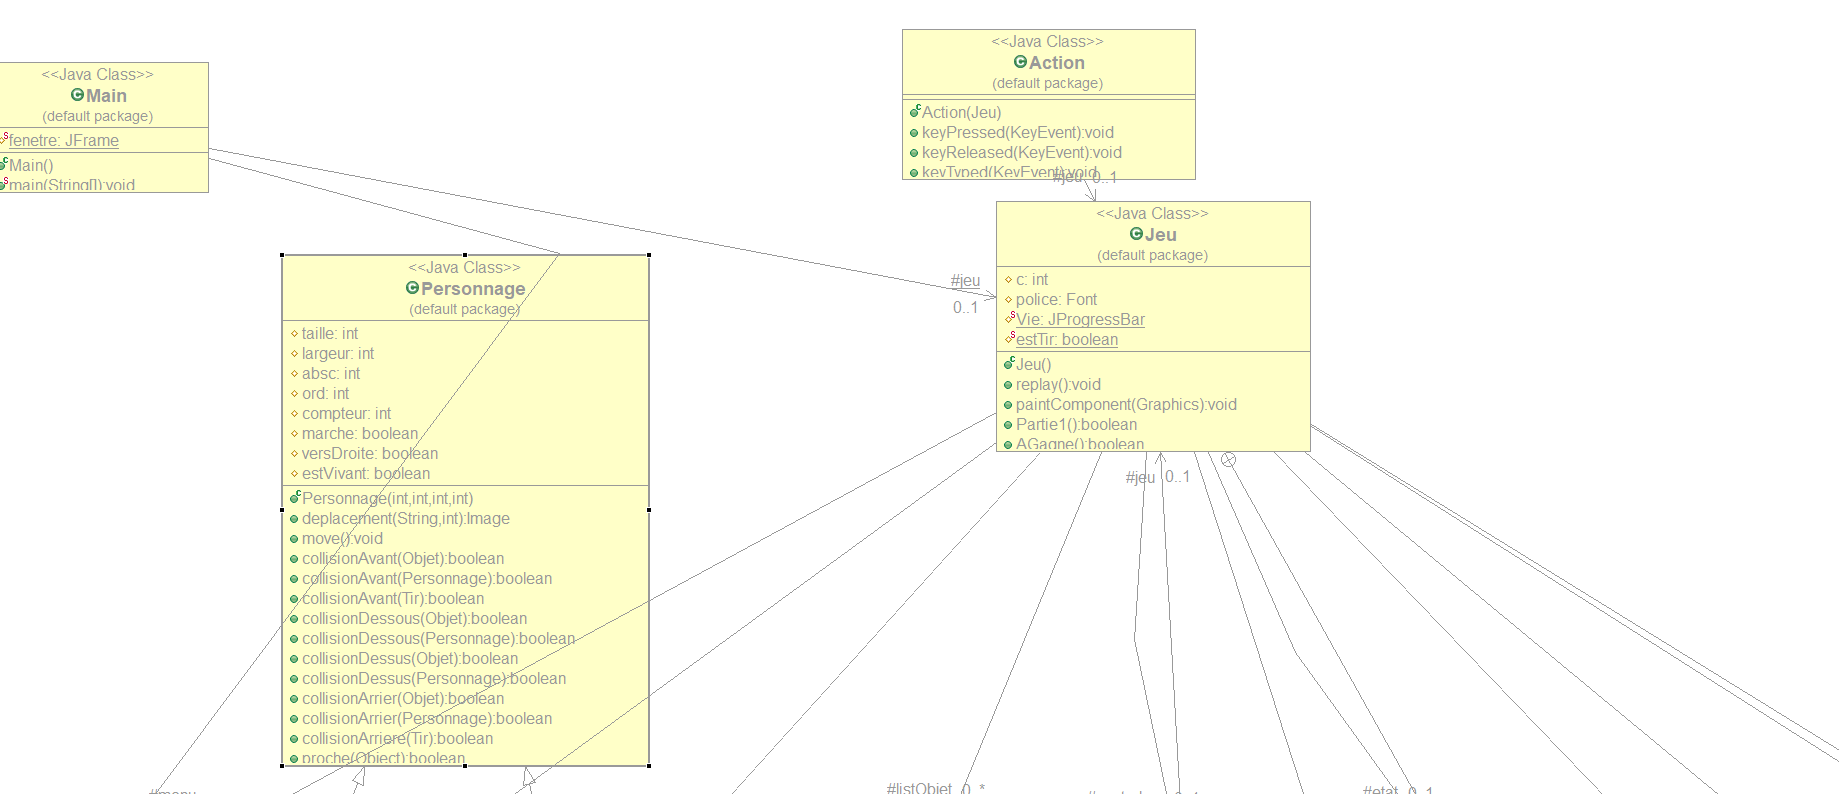 <<Java Class>>
Main
(default package)
fenetre: JFrame
Main()
main(String[]):void
<<Java Class>>
Action
(default package)
Action(Jeu)
keyPressed(KeyEvent):void
keyReleased(KeyEvent):void
keyTyped(KeyEvent):void
#jeu 0..1
<<Java Class>>
Jeu
(default package)
c: int
police: Font
Vie: JProgressBar
estTir: boolean
Jeu()
replay():void
paintComponent(Graphics):void
Partie1():boolean
AGagne():boolean
#jeu
0..1
#jeu 0..1
<<Java Class>>
Personnage
(default package)
taille: int
largeur: int
absc: int
ord: int
compteur: int
marche: boolean
versDroite: boolean
estVivant: boolean
Personnage(int,int,int,int)
deplacement(String,int):Image
move():void
collisionAvant(Objet):boolean
collisionAvant(Personnage):boolean
collisionAvant(Tir):boolean
collisionDessous(Objet):boolean
collisionDessous(Personnage):boolean
collisionDessus(Objet):boolean
collisionDessus(Personnage):boolean
collisionArrier(Objet):boolean
collisionArrier(Personnage):boolean
collisionArriere(Tir):boolean
proche(Object):boolean
#menu
#listObjet 0..*
#etat 0..1